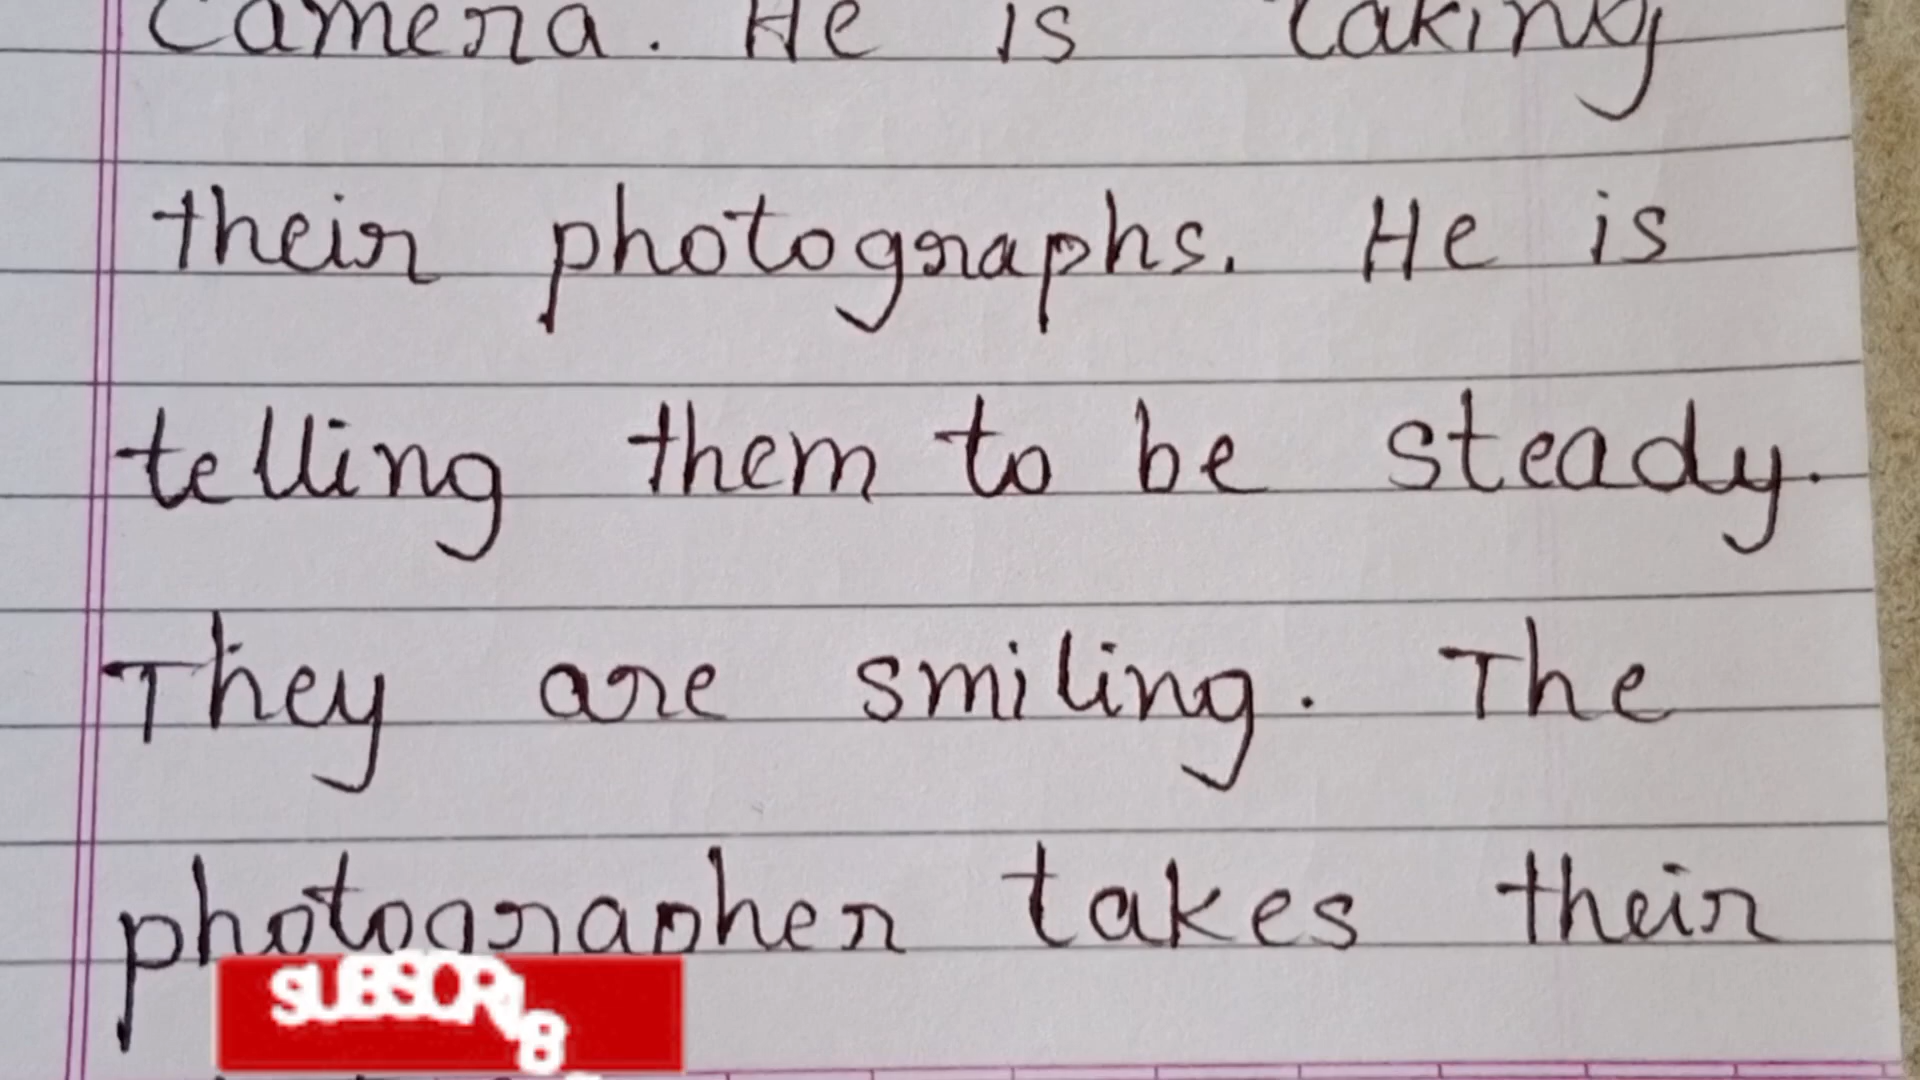 Camera. He is taking
their photographs. He is
telling them to be steady.
They are smiling. The
photographer takes their
SUBSCRIB